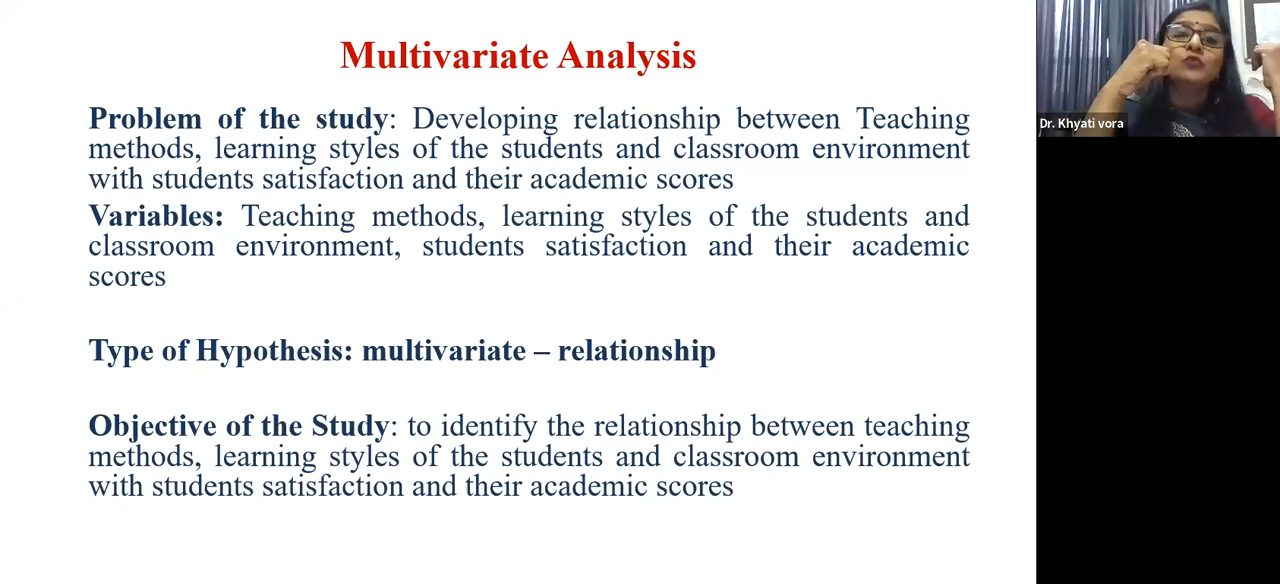 Multivariate Analysis
Problem of the study: Developing relationship between Teaching
methods, learning styles of the students and classroom environment
with students satisfaction and their academic scores
Variables: Teaching methods, learning styles of the students and
classroom environment, students satisfaction and their academic
scores
Type of Hypothesis: multivariate – relationship
Objective of the Study: to identify the relationship between teaching
methods, learning styles of the students and classroom environment
with students satisfaction and their academic scores
Dr. Khyati vora